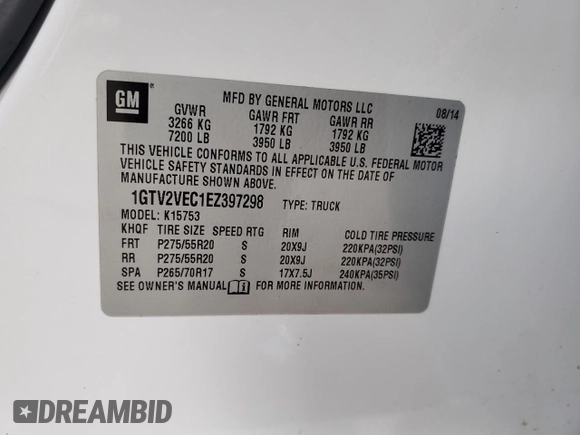 GM
MFD BY GENERAL MOTORS LLC
08/14
GVWR GAWR FRT GAWR RR
3266 KG 1792 KG 1792 KG
7200 LB 3950 LB 3950 LB
THIS VEHICLE CONFORMS TO ALL APPLICABLE U.S. FEDERAL MOTOR
VEHICLE SAFETY STANDARDS IN EFFECT ON THE DATE OF
MANUFACTURE SHOWN ABOVE.
1GTV2VEC1EZ397298 TYPE: TRUCK
MODEL: K15753
KHQF TIRE SIZE SPEED RTG RIM COLD TIRE PRESSURE
FRT P275/55R20 S 20X9J 220KPA(32PSI)
RR P275/55R20 S 20X9J 220KPA(32PSI)
SPA P265/70R17 S 17X7.5J 240KPA(35PSI)
SEE OWNER'S MANUAL FOR MORE INFORMATION.
DREAMBID